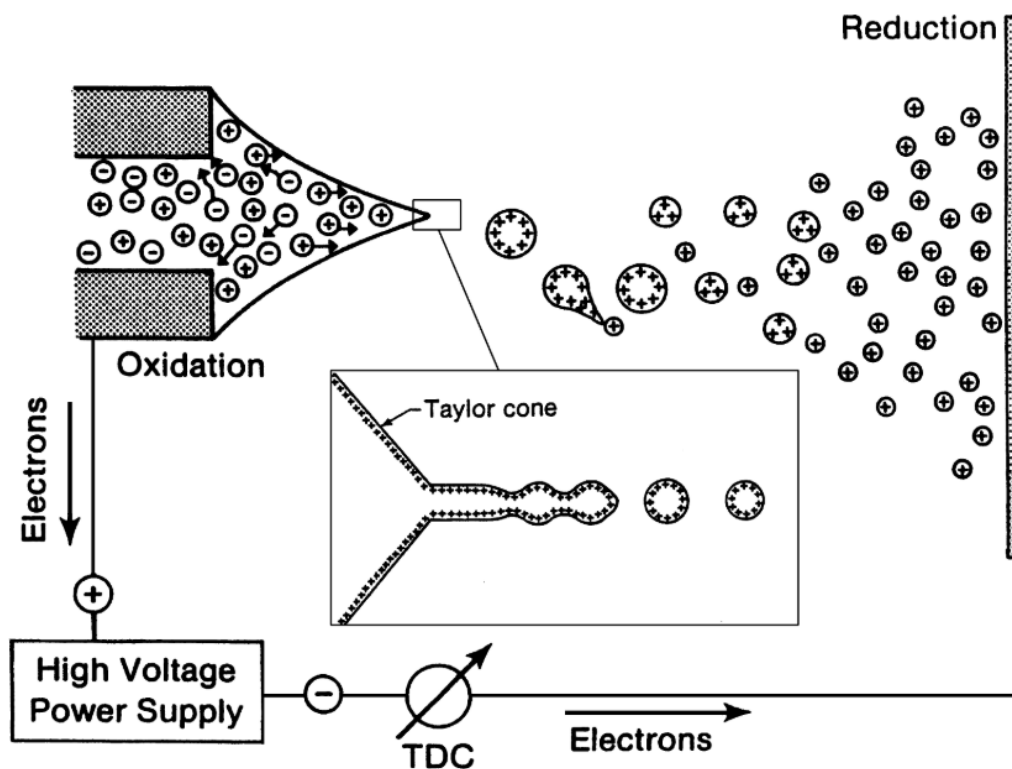 Reduction
Oxidation
Taylor cone
Electrons
+
High Voltage
Power Supply
−
TDC
Electrons